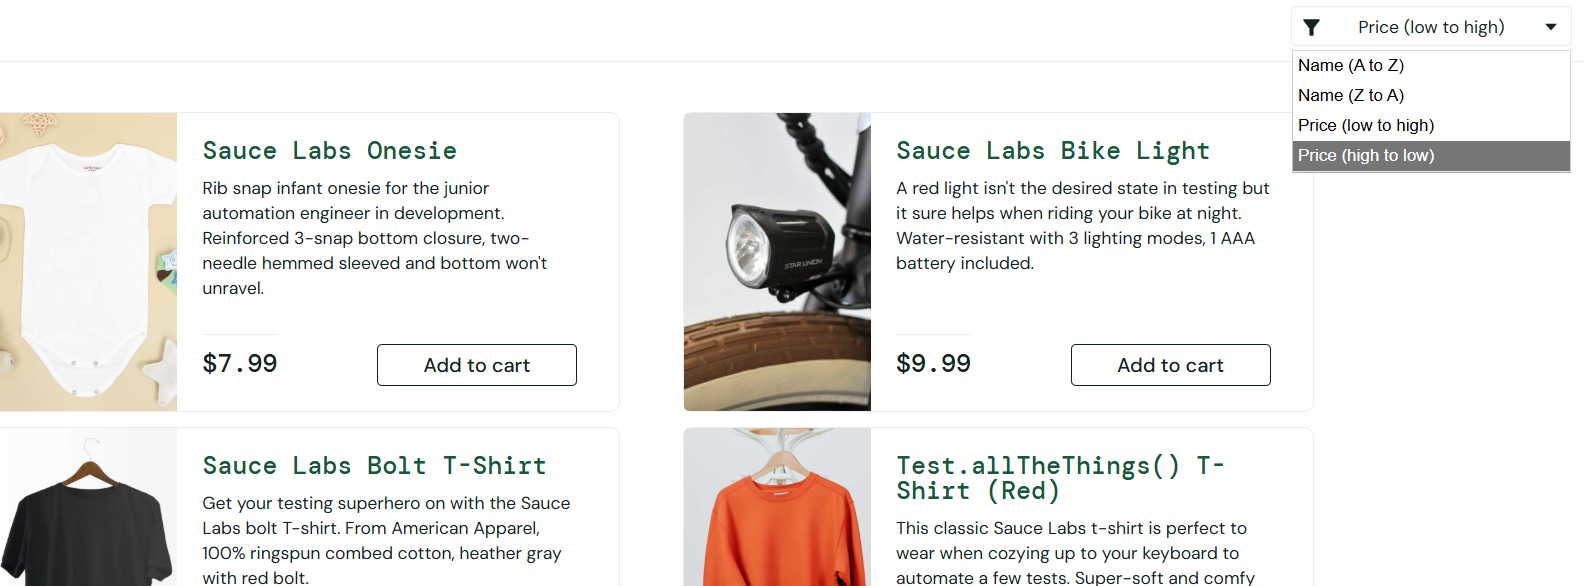 Price (low to high)
Name (A to Z)
Name (Z to A)
Price (low to high)
Price (high to low)
Sauce Labs Onesie
Rib snap infant onesie for the junior
automation engineer in development.
Reinforced 3-snap bottom closure, two-
needle hemmed sleeved and bottom won't
unravel.
$7.99
Add to cart
Sauce Labs Bike Light
A red light isn't the desired state in testing but
it sure helps when riding your bike at night.
Water-resistant with 3 lighting modes, 1 AAA
battery included.
$9.99
Add to cart
STAR UNION
Sauce Labs Bolt T-Shirt
Get your testing superhero on with the Sauce
Labs bolt T-shirt. From American Apparel,
100% ringspun combed cotton, heather gray
with red bolt.
Test.allTheThings() T-
Shirt (Red)
This classic Sauce Labs t-shirt is perfect to
wear when cozying up to your keyboard to
automate a few tests. Super-soft and comfy